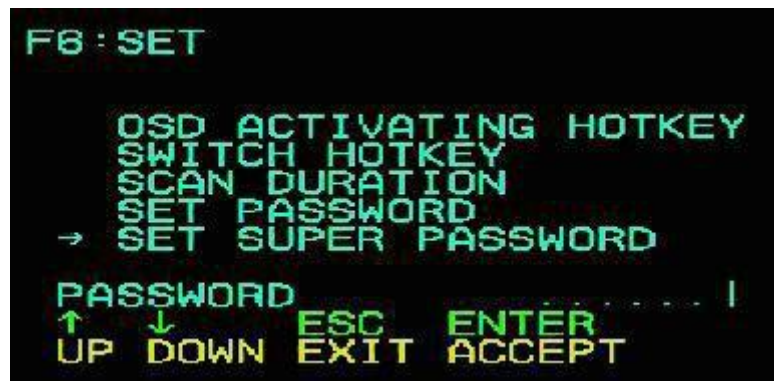 F8:SET
OSD ACTIVATING HOTKEY
SWITCH HOTKEY
SCAN DURATION
SET PASSWORD
→ SET SUPER PASSWORD
PASSWORD ...... |
↑ ↓ ESC ENTER
UP DOWN EXIT ACCEPT